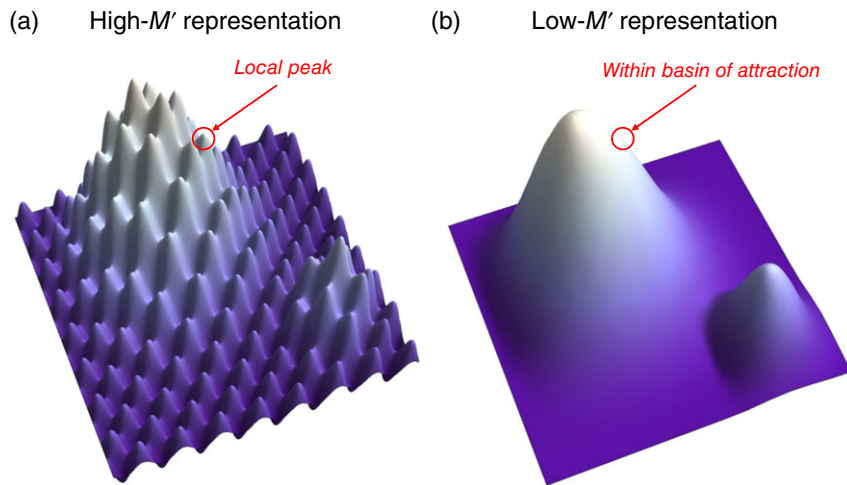 (a) High-M′ representation
Local peak
(b) Low-M′ representation
Within basin of attraction